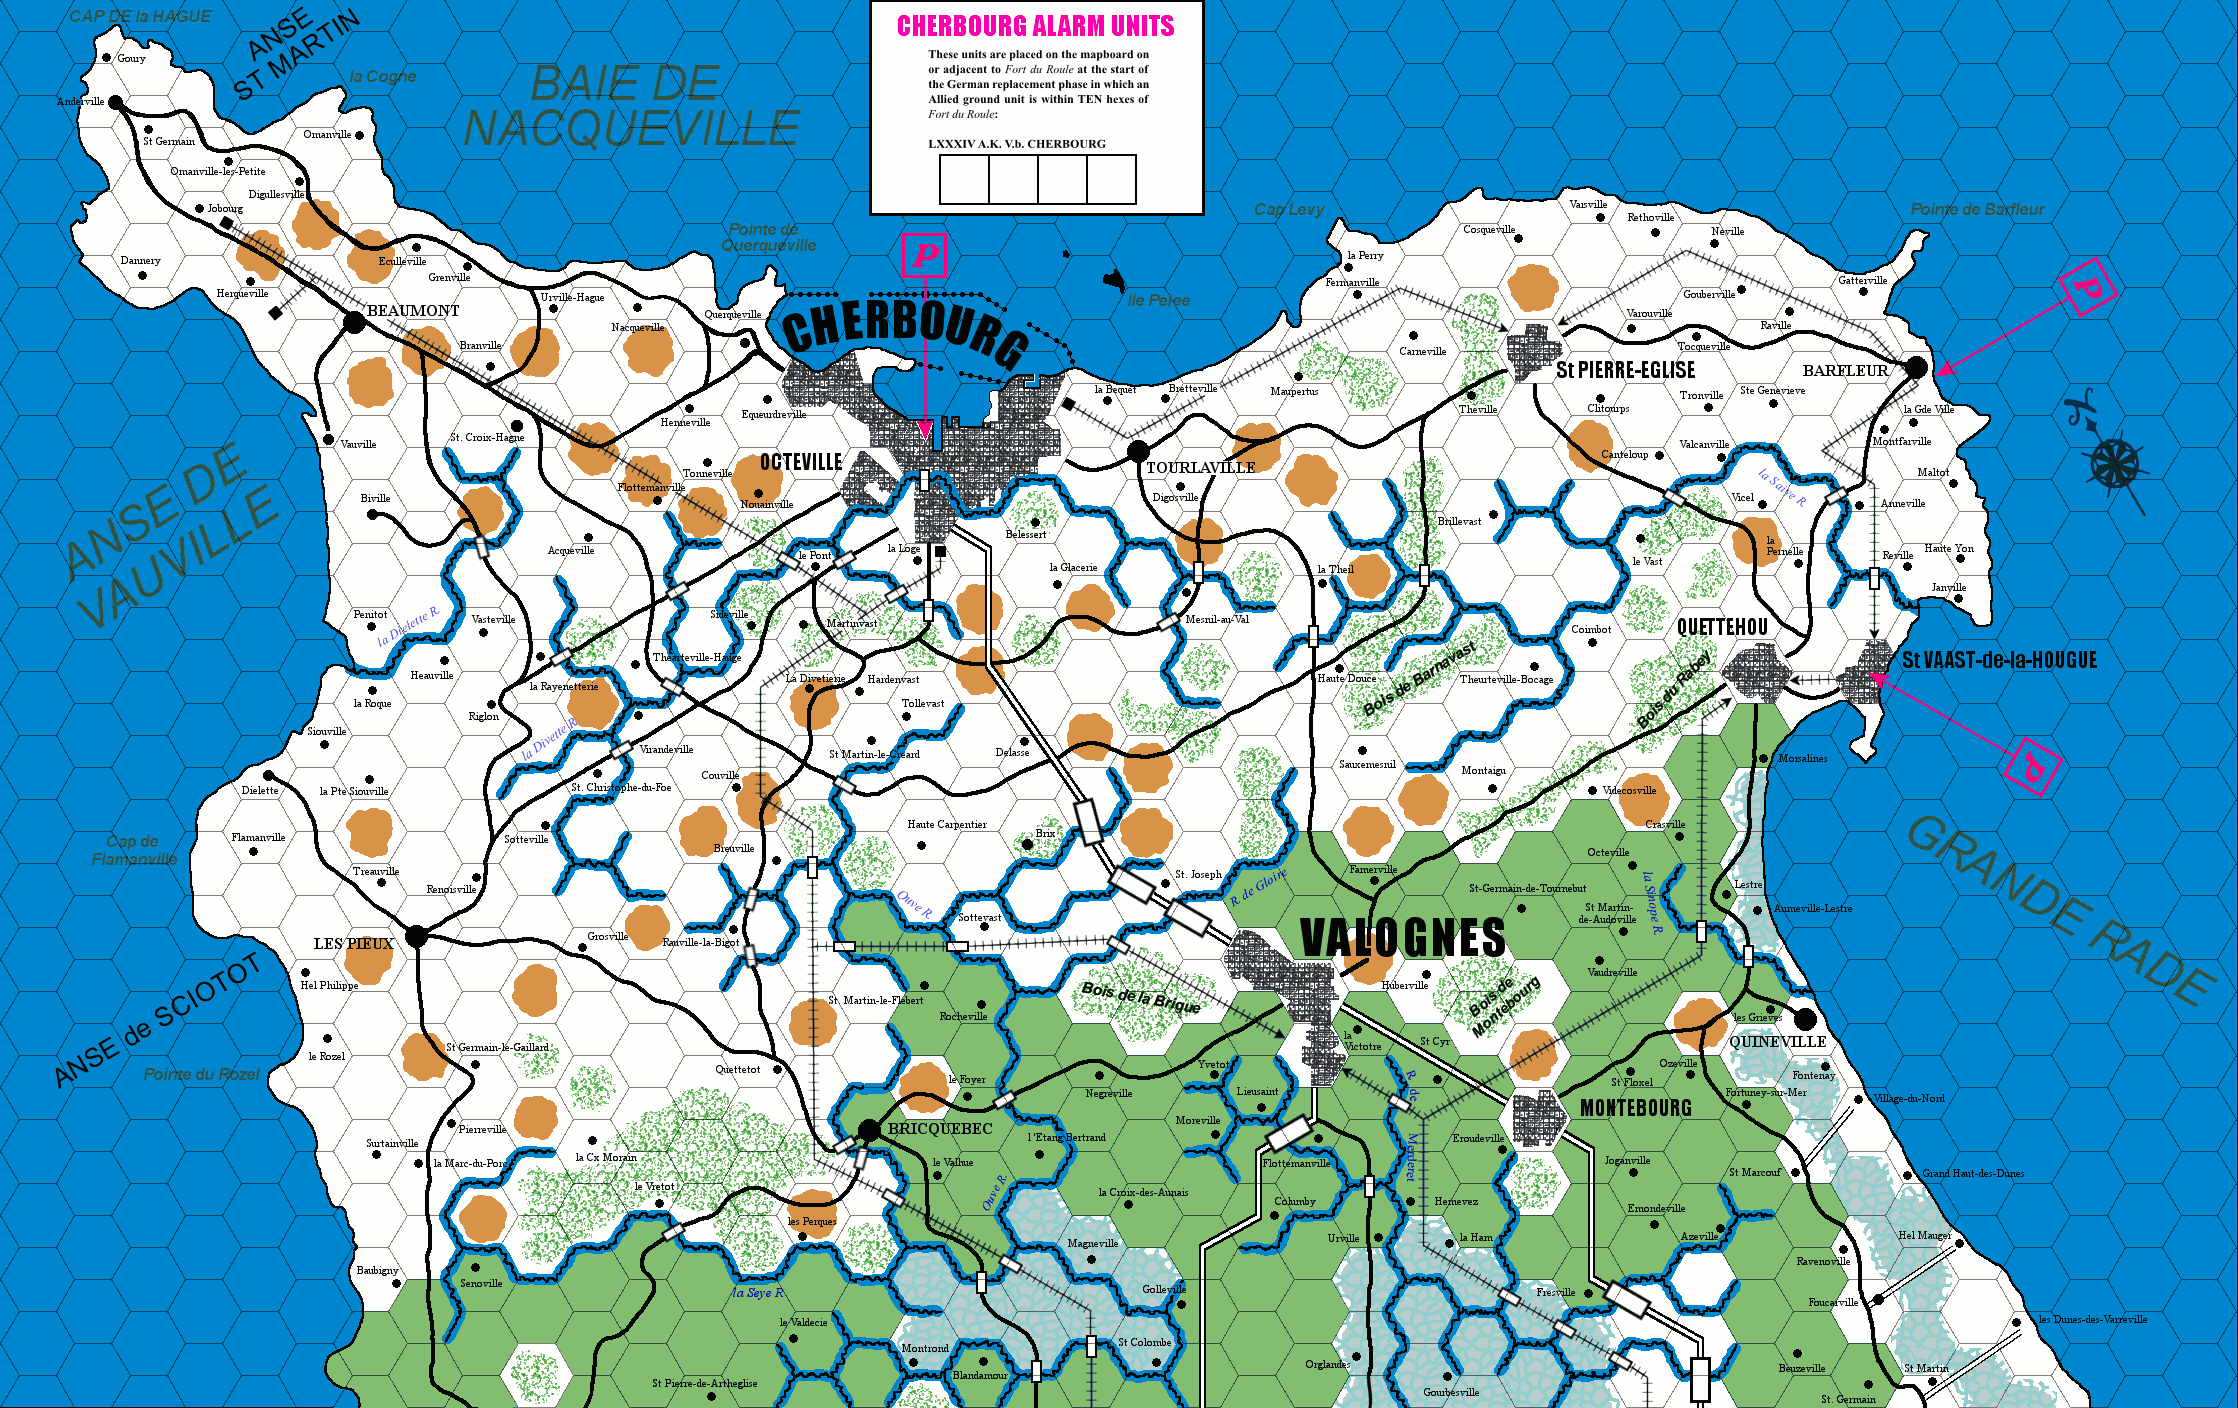 CAP DE la HAGUE
ANSE
ST MARTIN
la Cogne
BAIE DE
NACQUEVILLE
CHERBOURG ALARM UNITS
These units are placed on the mapboard on
or adjacent to Fort du Roule at the start of
the German replacement phase in which an
Allied ground unit is within TEN hexes of
Fort du Roule:
LXXXIV A.K. V.b. CHERBOURG
Goury
Anderville
St Germain
Omanville
Omanville-les-Petite
Digullesville
Jobourg
Dannery
Herqueville
Eculleville
Grenville
BEAUMONT
Urville-Hague
Nacqueville
Querqueville
Pointe de
Querqueville
P
CHERBOURG
Ile Pelee
Cap Levy
la Perry
Fermanville
Cosqueville
Vaisville
Rethoville
Neville
Pointe de Barfleur
Gatterville
Gouberville
Raville
Varouville
Tocqueville
P
BARFLEUR
St PIERRE-EGLISE
Carneville
Maupertus
Theville
Clitourps
Tronville
Ste Genevieve
la Gde Ville
Montfarville
Valcanville
Canteloup
Maltot
Branville
Vauville
St. Croix-Hagne
Henneville
Equeurdreville
OCTEVILLE
la Bequet
Bretteville
TOURLAVILLE
Digosville
Tonneville
Flottemanville
Nouainville
ANSE DE
VAUVILLE
Biville
Acqueville
le Pont
la Loge
Belessert
la Glacerie
Brillevast
la Theil
le Vast
Vicel
la Saire R.
la
Pernelle
Anneville
Reville
Haute Yon
Janville
Penitot
la Dielette R.
Vasteville
Sideville
Martinvast
Mesnil-au-Val
Coimbot
OUETTEHOU
St VAAST-de-la-HOUGUE
Heauville
Thearteville-Hauge
la Rayenetterie
la Roque
Riglon
La Divetierie
Hardenvast
Tollevast
Haute Douce
Bois de Barnavast
Theurteville-Bocage
Bois du Rabey
Siouville
la Divette R.
Virandeville
St Martin-le-Greard
Delasse
Sauxemesnil
Montaigu
Morsalines
P
Dielette
la Pte Siouville
St. Christophe-du-Foe
Couville
Videcosville
Crasville
Flamanville
Cap de
Flamanville
Sotteville
Breuville
Haute Carpentier
Brix
GRANDE RADE
Treauville
Renoisville
St. Joseph
R. de Gloire
Famerville
Octeville
St-Germain-de-Tournebut
St Martin-
de-Audoville
la Sinope R.
Lestre
Aumeville-Lestre
Ouve R.
Sottevast
VALOGNES
LES PIEUX
Grosville
Rauville-la-Bigot
Hel Philippe
ANSE de SCIOTOT
St. Martin-le-Flebert
Rocheville
Bois de la Brique
Huberville
Bois de
Montebourg
Vaudreville
les Grieves
QUINEVILLE
le Rozel
St Germain-le-Gaillard
Pointe du Rozel
Quettetot
le Foyer
Negreville
Yvetot
Lieusaint
la
Victotre
St Cyr
R. de
Merderet
St Floxel
Ozeville
Fontenay
Fortuney-sur-Mer
Village-du-Nord
MONTEBOURG
Pierreville
BRICQUEBEC
l'Etang Bertrand
Moreville
Flottemanville
Eroudeville
Surtainville
la Marc-du-Pore
la Cx Morain
le Valhue
Joganville
St Marcouf
Grand Haut-des-Dunes
le Vretot
les Perques
Ouve R.
la Croix-des-Aunais
Columby
Hemevez
Emondeville
Magneville
Urville
la Ham
Azeville
Hel Mauger
Baubigny
Senoville
Ravenoville
la Seye R
Golleville
Fresville
Foucarville
le Valdecie
les Dunes-des-Varreville
Montrond
St Colombe
Blandamour
Orglandes
Gourbesville
Beuzeville
St Martin
St Pierre-de-Artheglise
St. Germain